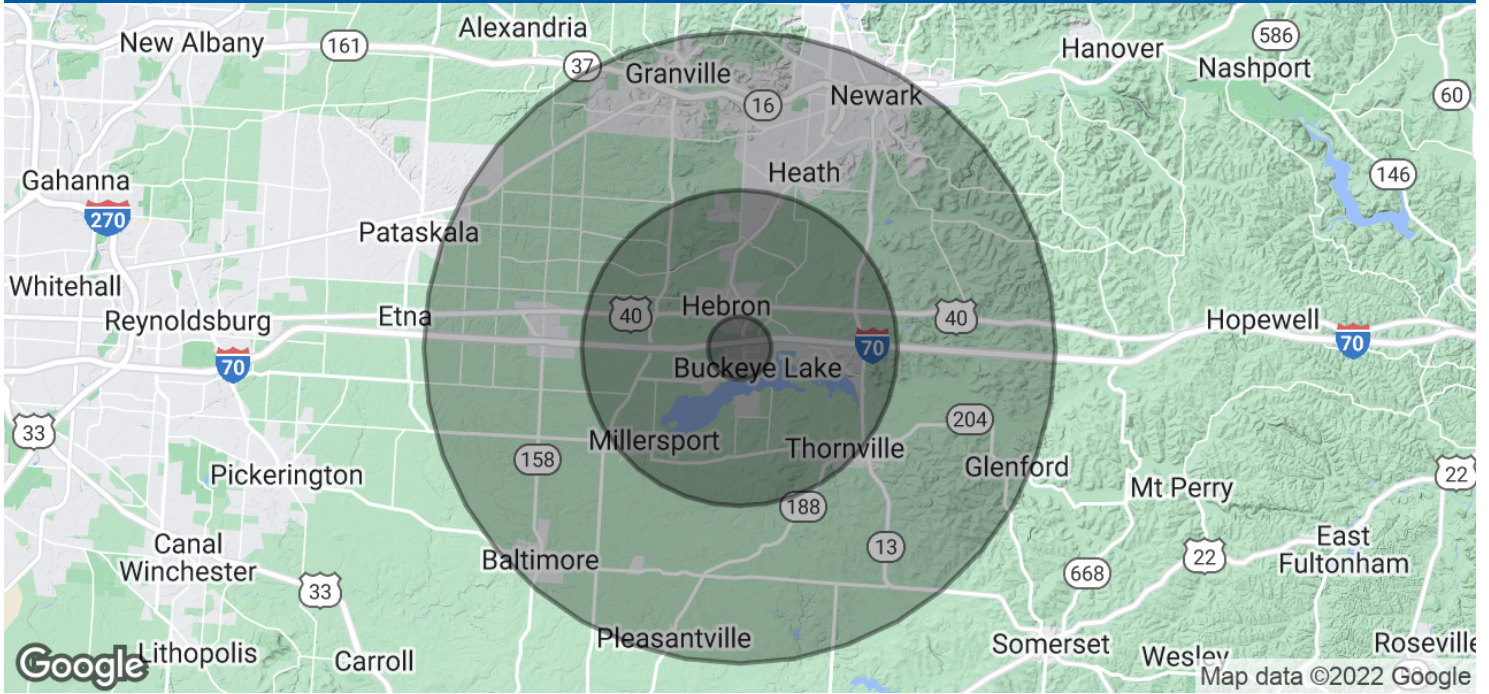 Alexandria
New Albany
161
37
Granville
Hanover
586
Nashport
16
Newark
60
Heath
146
Gahanna
270
Pataskala
Whitehall
Hebron
Etna
40
40
Hopewell
Reynoldsburg
70
70
70
Buckeye Lake
204
33
Millersport
Thornville
158
Glenford
Pickerington
22
Mt Perry
188
Canal
Winchester
13
22
East
Fultonham
Baltimore
668
33
Pleasantville
Somerset
Roseville
Lithopolis
Carroll
Wesley
Google
Map data ©2022 Google